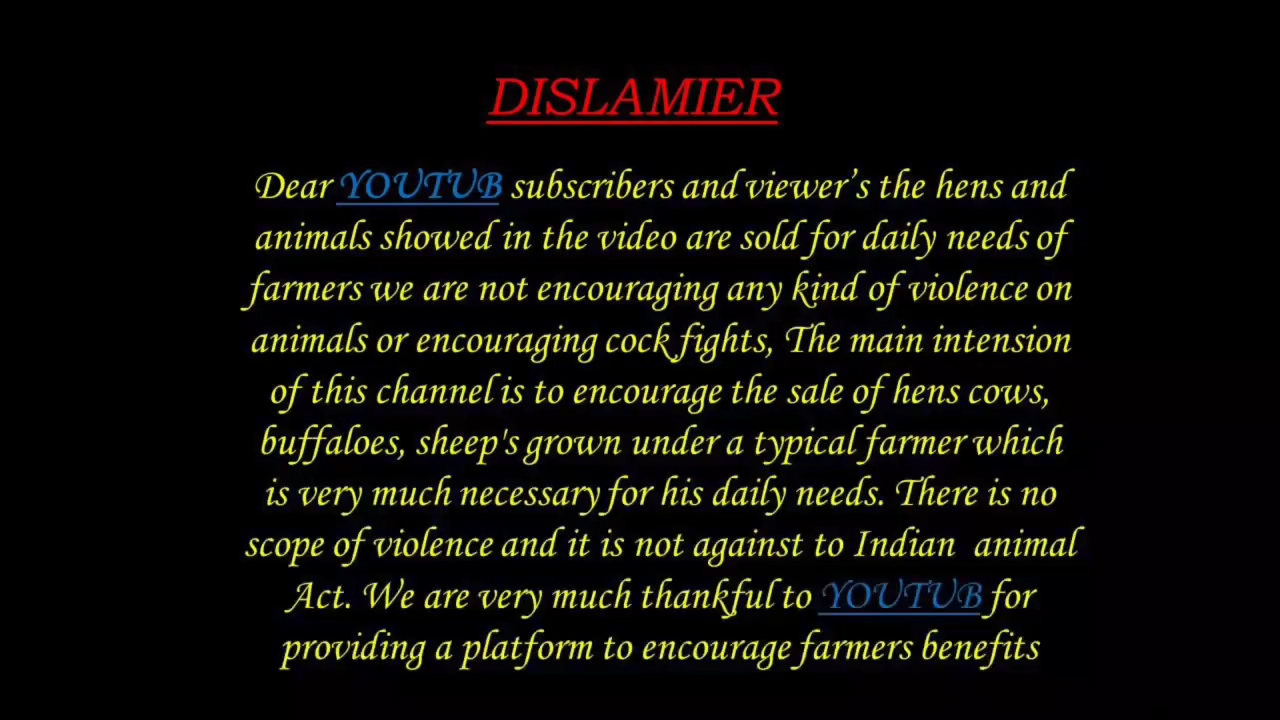 DISLAMIER
Dear YOUTUB subscribers and viewer’s the hens and
animals showed in the video are sold for daily needs of
farmers we are not encouraging any kind of violence on
animals or encouraging cock fights, The main intension
of this channel is to encourage the sale of hens cows,
buffaloes, sheep's grown under a typical farmer which
is very much necessary for his daily needs. There is no
scope of violence and it is not against to Indian  animal
Act. We are very much thankful to YOUTUB for
providing a platform to encourage farmers benefits